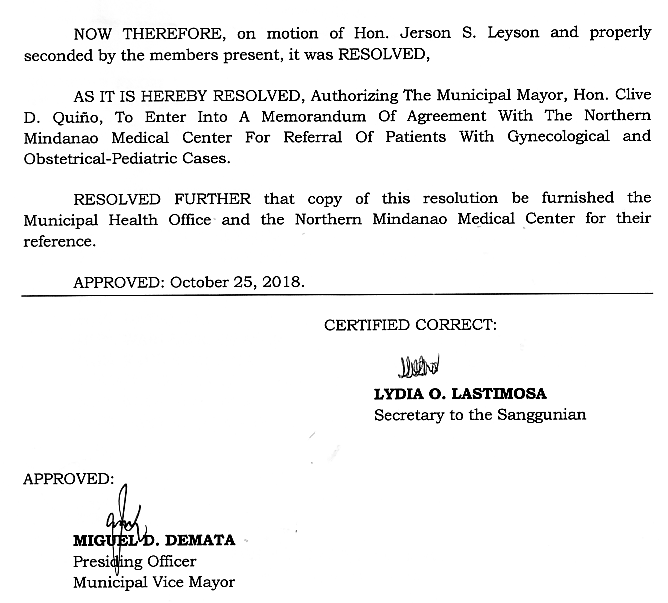 NOW THEREFORE, on motion of Hon. Jerson S. Leyson and properly
seconded by the members present, it was RESOLVED,
AS IT IS HEREBY RESOLVED, Authorizing The Municipal Mayor, Hon. Clive
D. Quiño, To Enter Into A Memorandum Of Agreement With The Northern
Mindanao Medical Center For Referral Of Patients With Gynecological and
Obstetrical-Pediatric Cases.
RESOLVED FURTHER that copy of this resolution be furnished the
Municipal Health Office and the Northern Mindanao Medical Center for their
reference.
APPROVED: October 25, 2018.
CERTIFIED CORRECT:
LYDIA O. LASTIMOSA
Secretary to the Sanggunian
APPROVED:
MIGUEL D. DEMATA
Presiding Officer
Municipal Vice Mayor